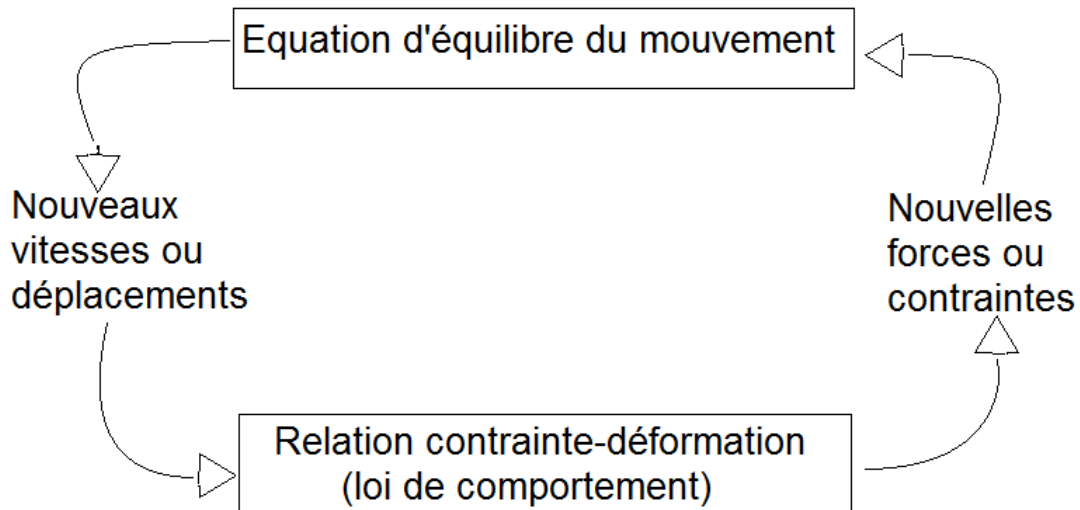 Equation d'équilibre du mouvement
Nouveaux
vitesses ou
déplacements
Nouvelles
forces ou
contraintes
Relation contrainte-déformation
(loi de comportement)